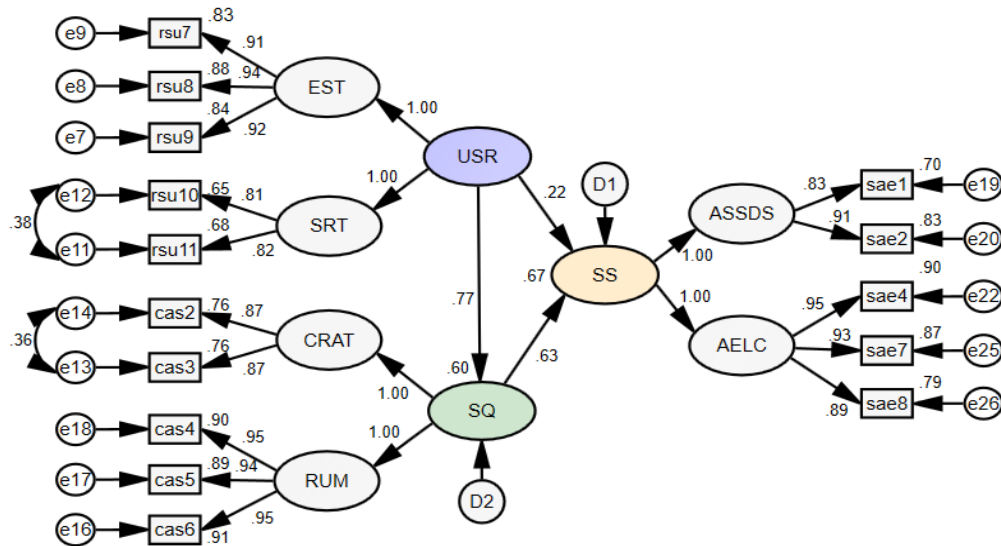 .83
e9 rsu7
.91
.88
e8 rsu8 .94 EST
.84
e7 rsu9 .92
1.00
USR
.65
e12 rsu10 .81
.38
.68
e11 rsu11 .82
SRT
1.00
.22
D1
.77
.67
SS
.76
e14 cas2 .87
.36
.76
e13 cas3 .87
CRAT
1.00
.60
.63
SQ
D2
.90
e18 cas4 .95
.89
e17 cas5 .94 RUM
1.00
e16 cas6 .95
.91
1.00
ASSDS
.83 sae1 .70 e19
.91 sae2 .83 e20
1.00
AELC
.95 sae4 .90 e22
.93 sae7 .87 e25
.89 sae8 .79 e26